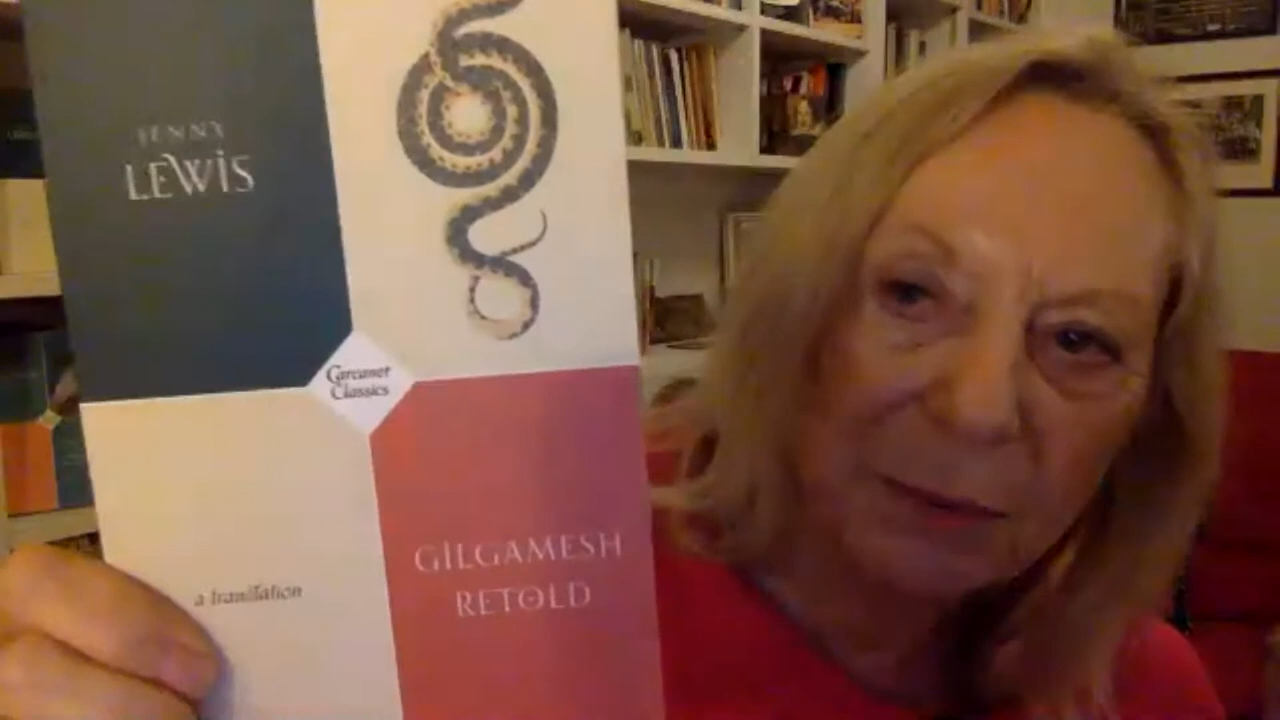 JENNY
LEWIS
Carcanet
Classics
a translation
GILGAMESH
RETOLD